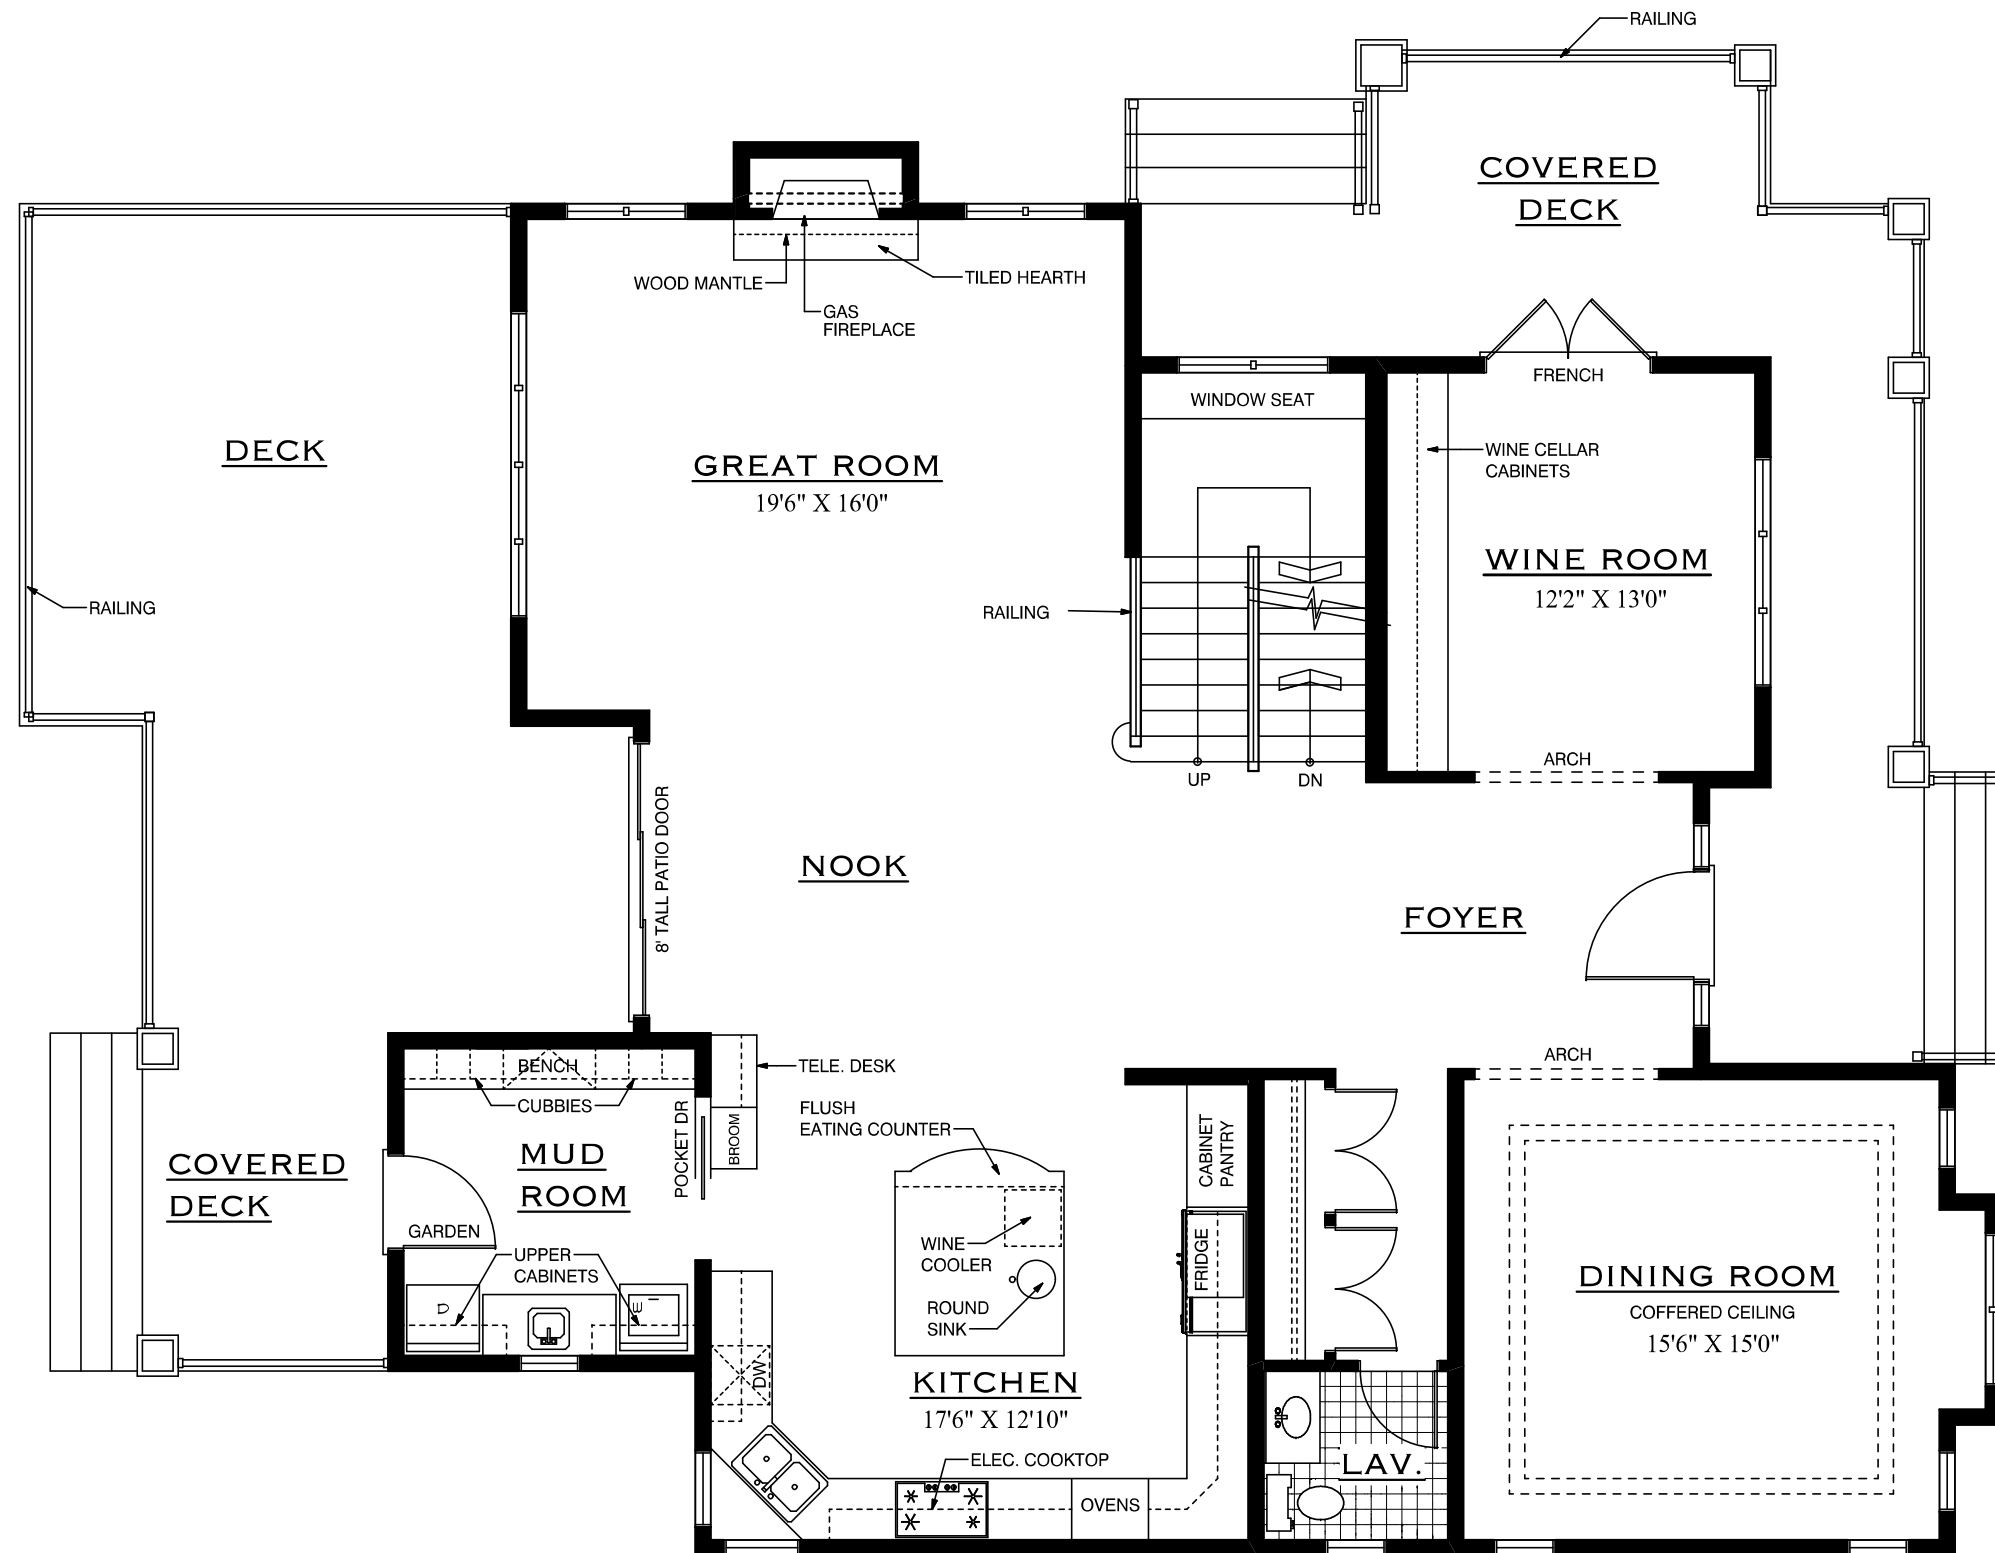 RAILING
COVERED
DECK
WOOD MANTLE
TILED HEARTH
GAS
FIREPLACE
FRENCH
WINDOW SEAT
DECK
GREAT ROOM
19'6" X 16'0"
WINE CELLAR
CABINETS
WINE ROOM
12'2" X 13'0"
RAILING
RAILING
ARCH
UP
DN
8' TALL PATIO DOOR
NOOK
FOYER
ARCH
BENCH
TELE. DESK
CUBBIES
POCKET DR
BROOM
FLUSH
EATING COUNTER
CABINET
PANTRY
MUD
ROOM
COVERED
DECK
GARDEN
UPPER
CABINETS
WINE
COOLER
FRIDGE
D
W
ROUND
SINK
DINING ROOM
COFFERED CEILING
15'6" X 15'0"
DW
KITCHEN
17'6" X 12'10"
ELEC. COOKTOP
LAV.
OVENS